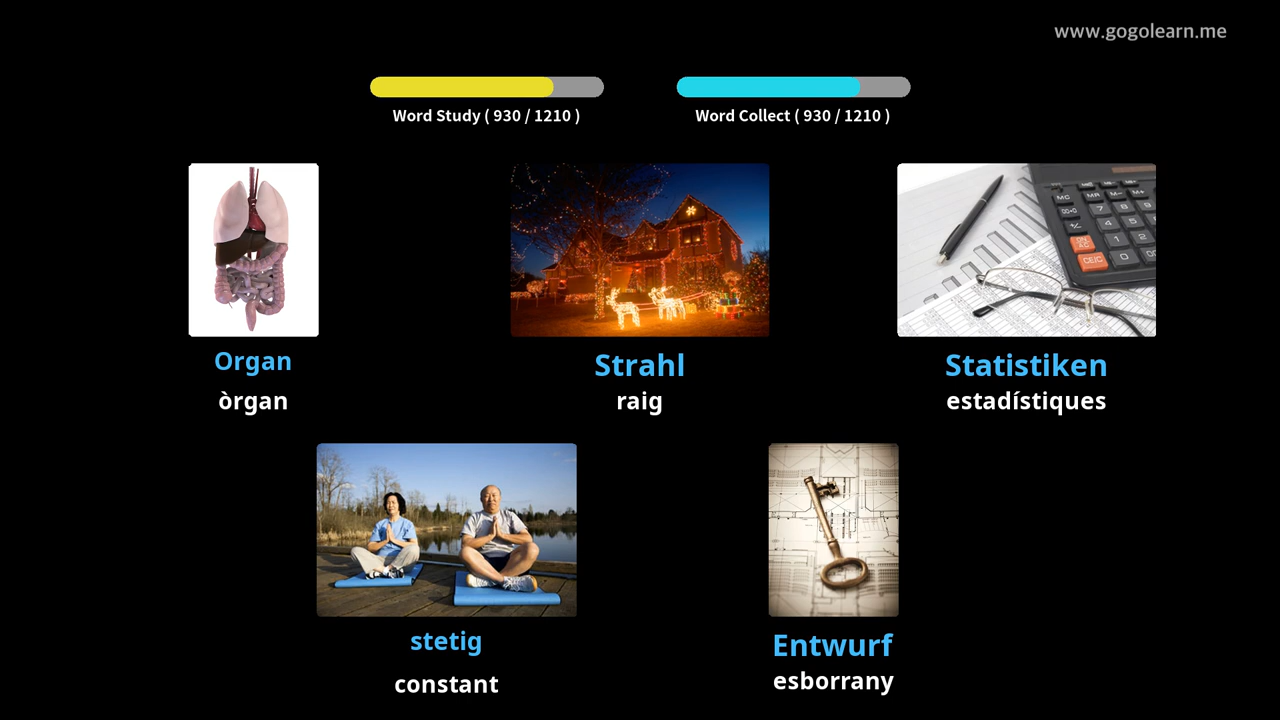 www.gogolearn.me
Word Study ( 930 / 1210 )
Word Collect ( 930 / 1210 )
Organ
òrgan
Strahl
raig
Statistiken
estadístiques
stetig
constant
Entwurf
esborrany